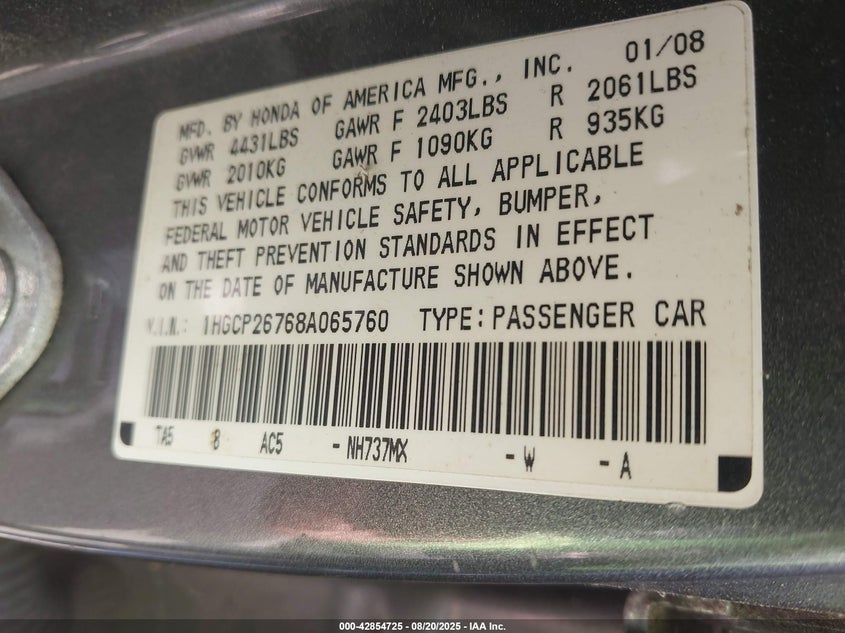 MFD. BY HONDA OF AMERICA MFG., INC. 01/08
GVWR 4431LBS GAWR F 2403LBS R 2061LBS
GVWR 2010KG GAWR F 1090KG R 935KG
THIS VEHICLE CONFORMS TO ALL APPLICABLE
FEDERAL MOTOR VEHICLE SAFETY, BUMPER,
AND THEFT PREVENTION STANDARDS IN EFFECT
ON THE DATE OF MANUFACTURE SHOWN ABOVE.
V.I.N.: 1HGCP26768A065760 TYPE: PASSENGER CAR
TA5 8 AC5 - NH737MX - W - A
000-42854725 | 08/20/2025 | IAA Inc.